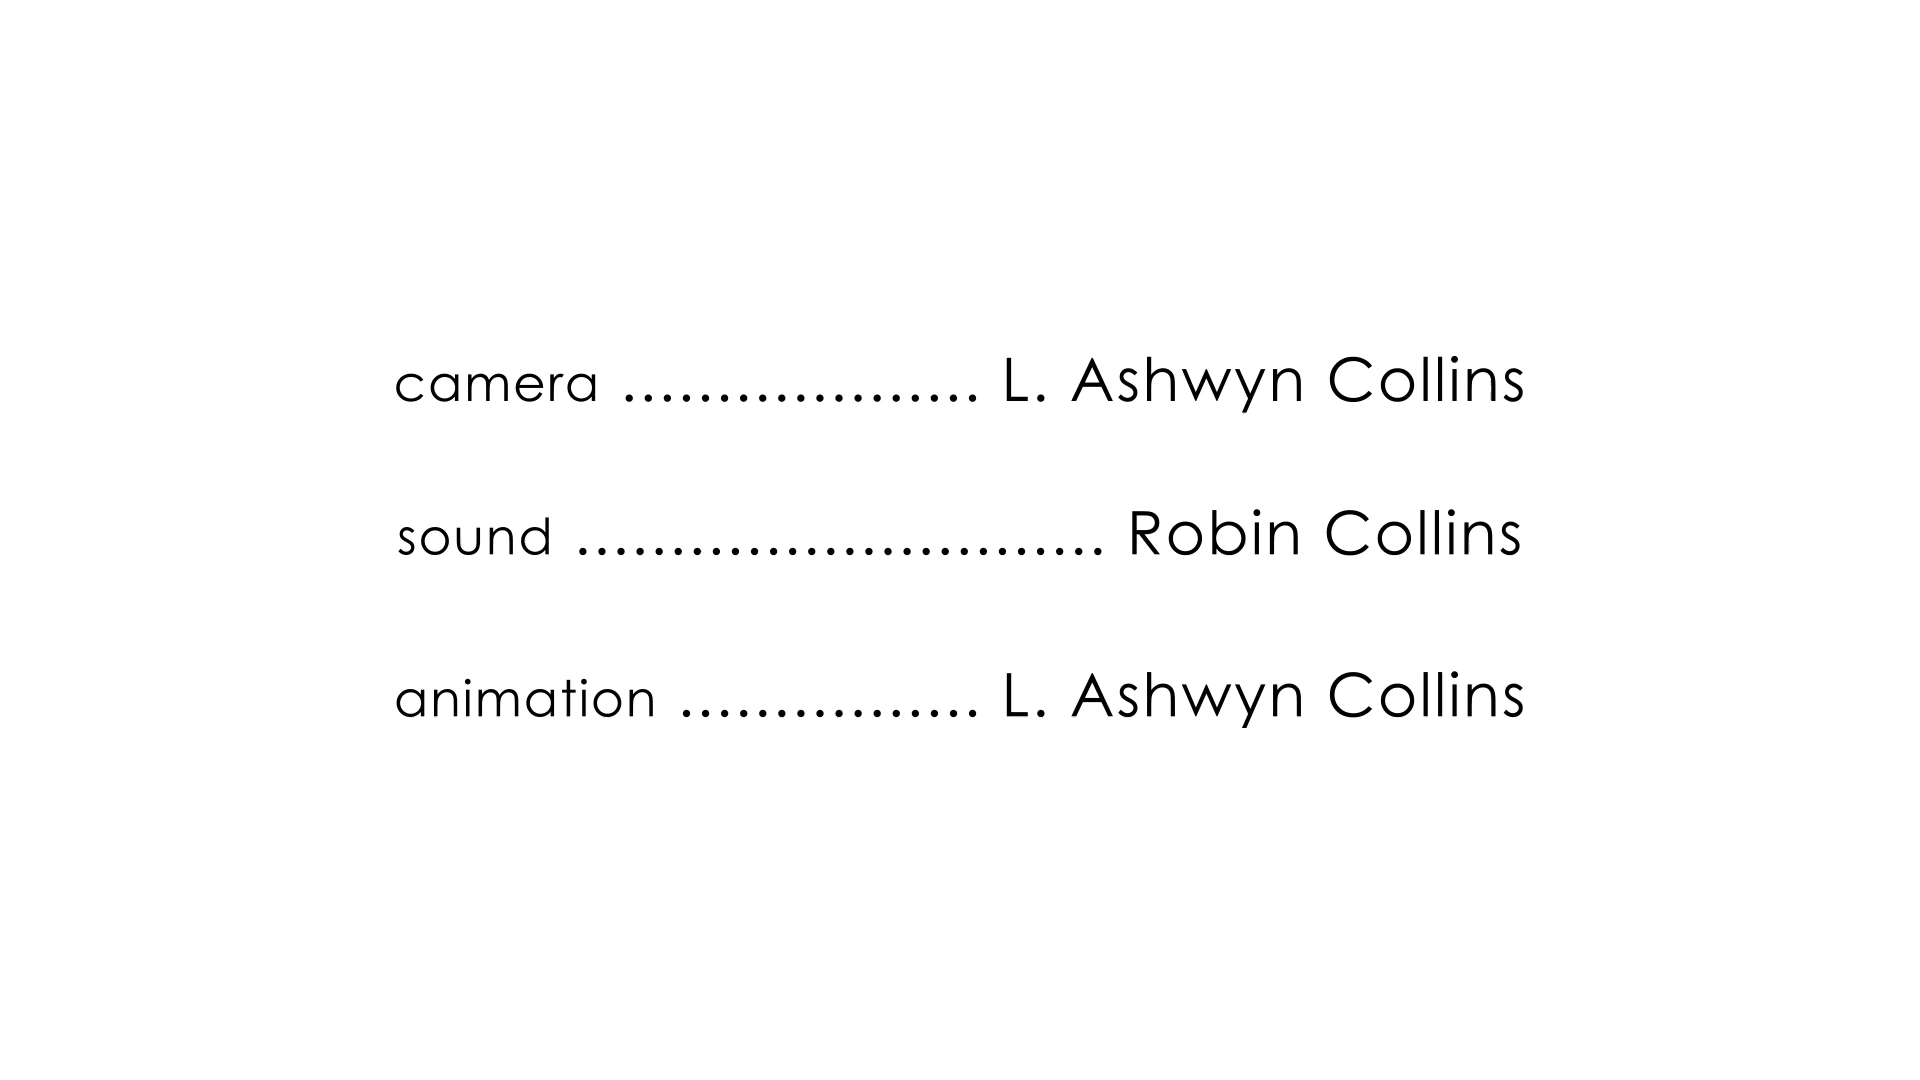 camera ................... L. Ashwyn Collins
sound ............................ Robin Collins
animation ................ L. Ashwyn Collins